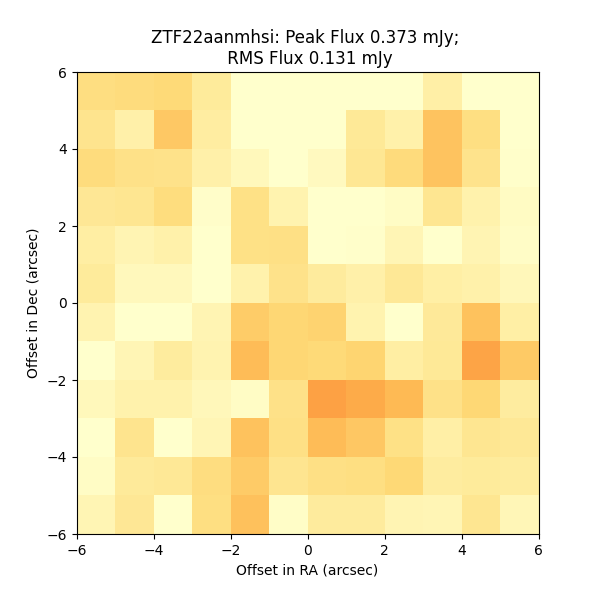 ZTF22aanmhsi: Peak Flux 0.373 mJy;
RMS Flux 0.131 mJy
6
4
2
0
−2
−4
−6
Offset in Dec (arcsec)
−6 −4 −2 0 2 4 6
Offset in RA (arcsec)